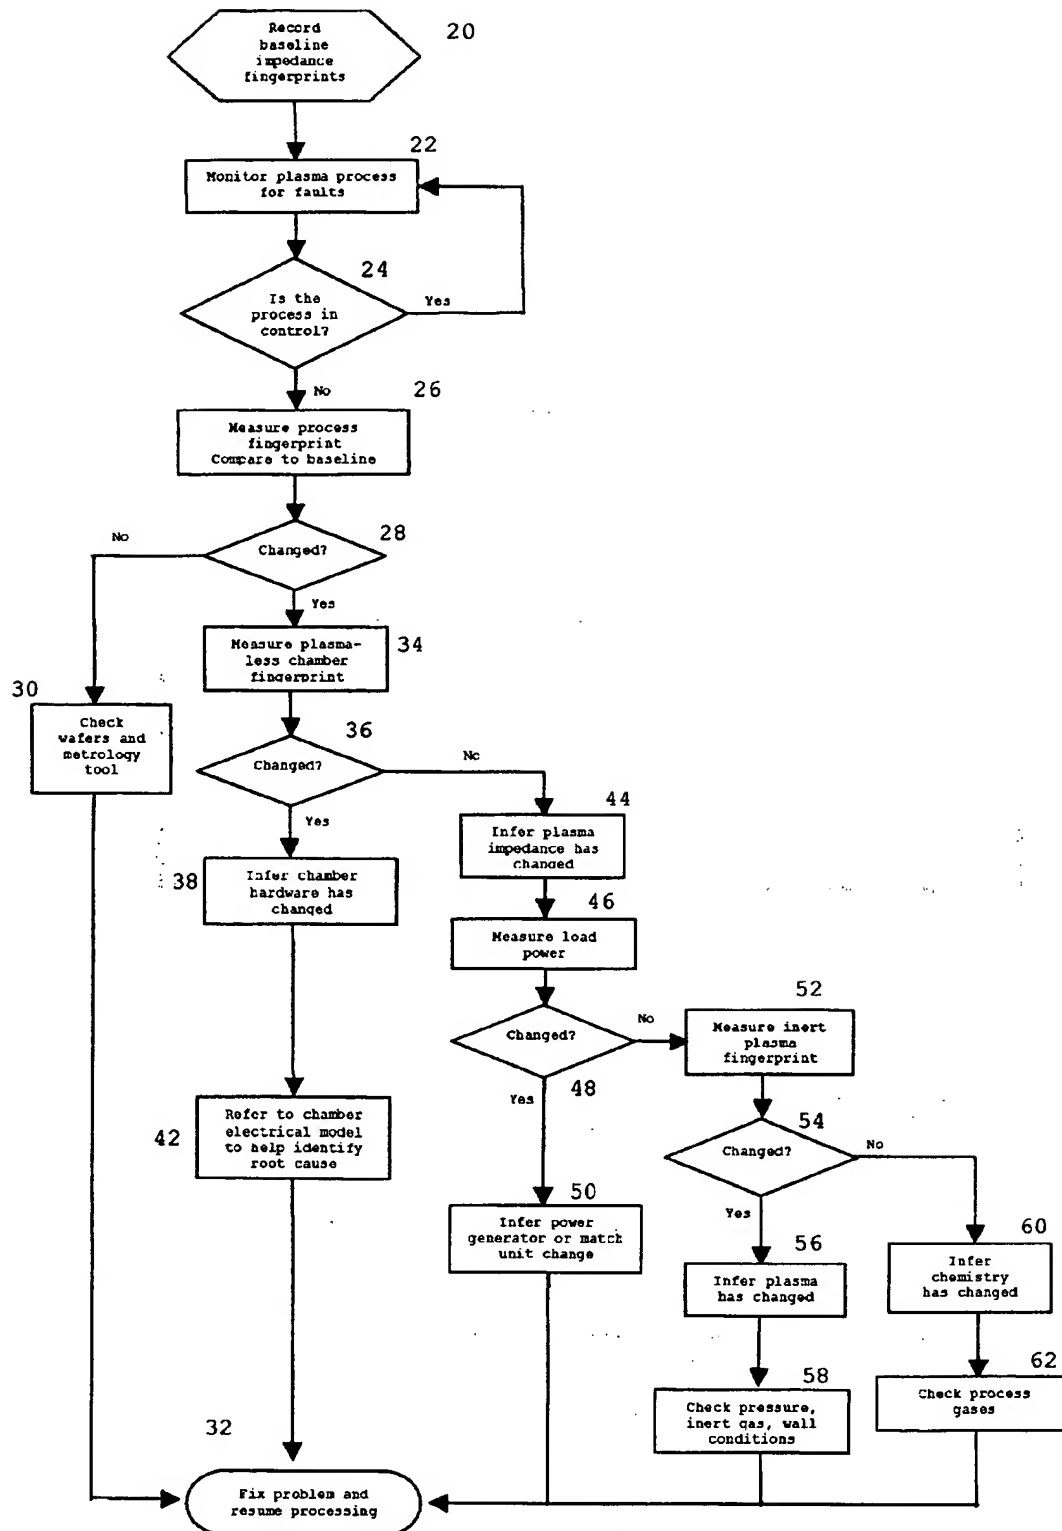 Record
baseline
impedance
fingerprints
20
22
Monitor plasma process
for faults
24
Is the
process in
control?
Yes
No
26
Measure process
fingerprint
Compare to baseline
No
Changed?
28
Yes
Measure plasma-
less chamber
fingerprint
34
30
Check
wafers and
metrology
tool
36
Changed?
No
Yes
44
Infer plasma
impedance has
changed
38
Infer chamber
hardware has
changed
46
Measure load
power
52
Changed?
No
Measure inert
plasma
fingerprint
48
Yes
42
Refer to chamber
electrical model
to help identify
root cause
54
Changed?
No
Yes
50
Infer power
generator or match
unit change
56
Infer plasma
has changed
60
Infer
chemistry
has changed
58
Check pressure,
inert gas, wall
conditions
62
Check process
gases
32
Fix problem and
resume processing